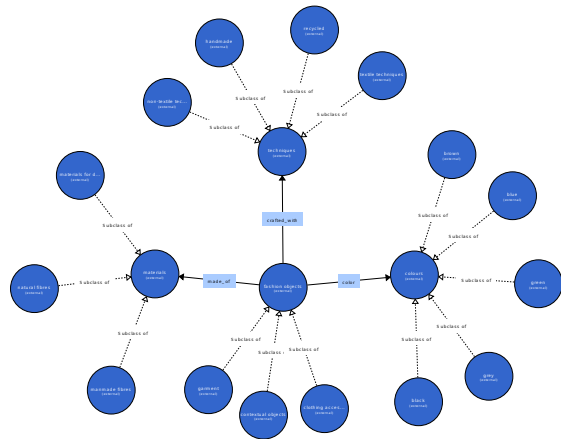 recycled
(external)
handmade
(external)
textile techniques
(external)
non-textile tec...
(external)
Subclass of
Subclass of
Subclass of
Subclass of
techniques
(external)
brown
(external)
materials for d...
(external)
blue
(external)
crafted_with
Subclass of
Subclass of
Subclass of
materials
(external)
colours
(external)
natural fibres
(external)
Subclass of
made_of
fashion objects
(external)
color
Subclass of
green
(external)
Subclass of
Subclass of
Subclass of
Subclass of
Subclass of
Subclass of
manmade fibres
(external)
garment
(external)
grey
(external)
contextual objects
(external)
clothing acces...
(external)
black
(external)